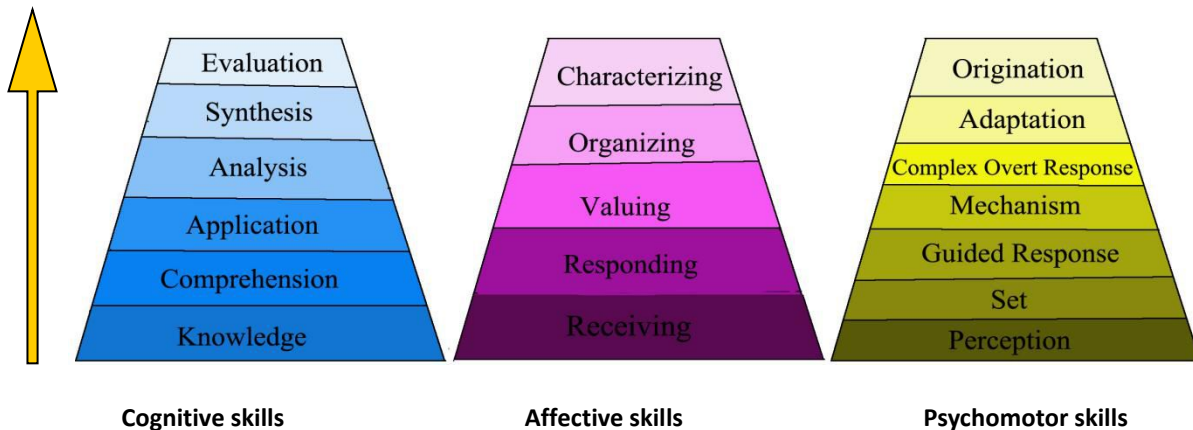 Evaluation
Synthesis
Analysis
Application
Comprehension
Knowledge
Cognitive skills
Characterizing
Organizing
Valuing
Responding
Receiving
Affective skills
Origination
Adaptation
Complex Overt Response
Mechanism
Guided Response
Set
Perception
Psychomotor skills